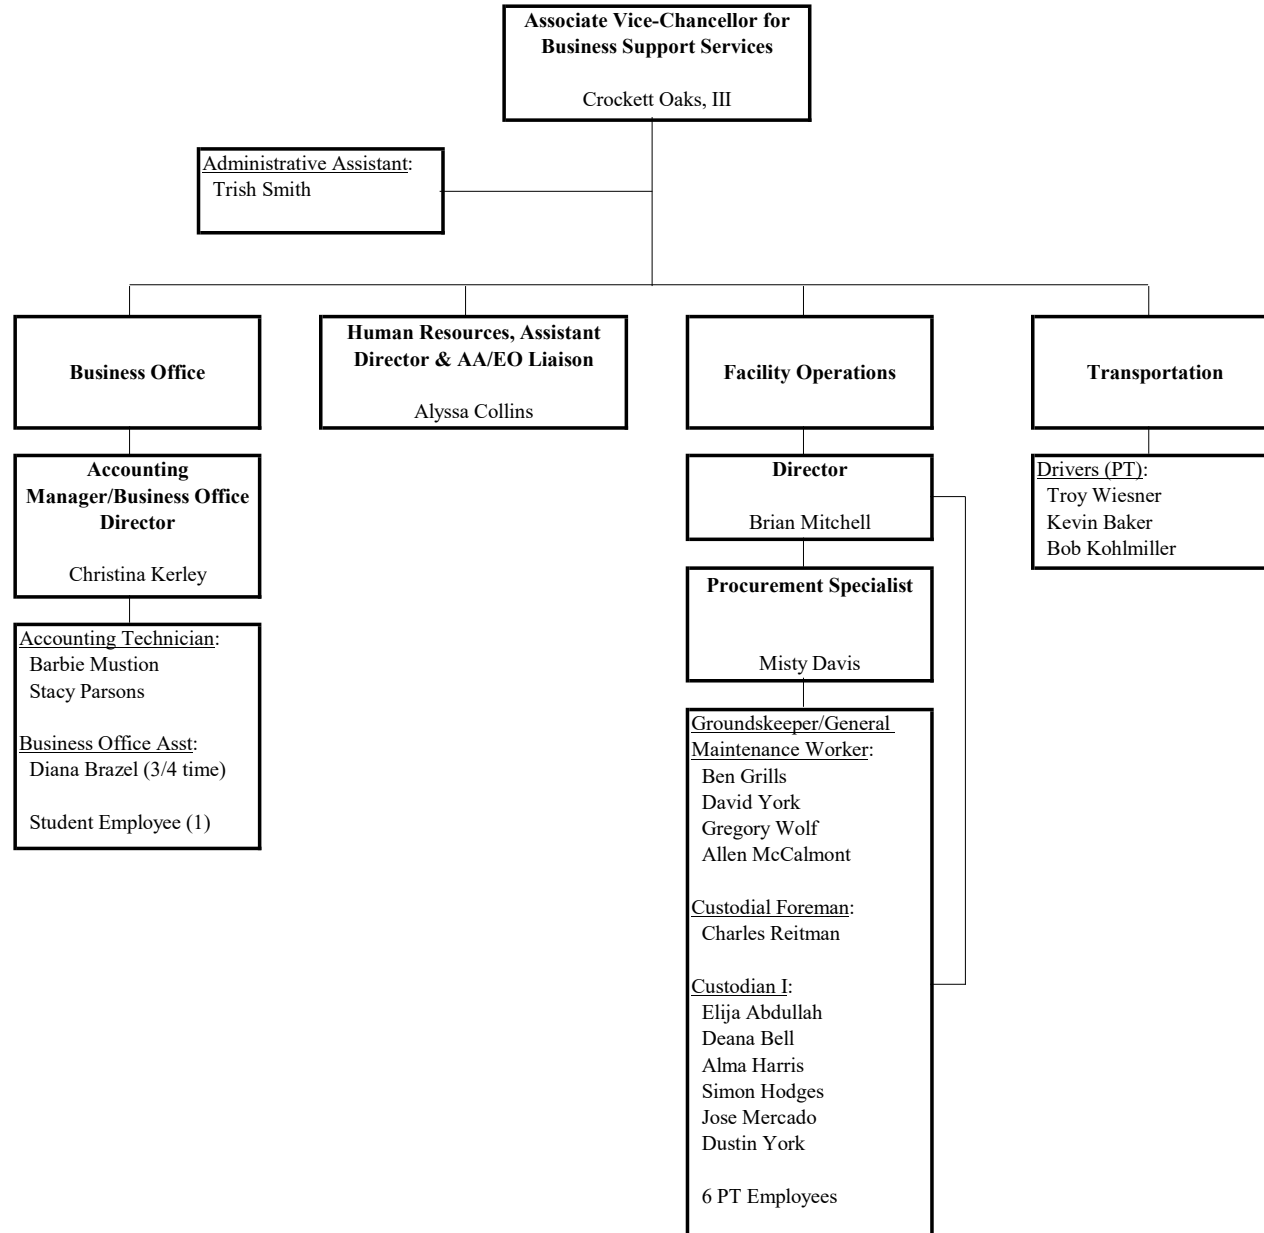 Associate Vice-Chancellor for
Business Support Services
Crockett Oaks, III
Administrative Assistant:
Trish Smith
Business Office
Human Resources, Assistant
Director & AA/EO Liaison
Alyssa Collins
Facility Operations
Transportation
Accounting
Manager/Business Office
Director
Christina Kerley
Director
Brian Mitchell
Drivers (PT):
Troy Wiesner
Kevin Baker
Bob Kohlmiller
Procurement Specialist
Misty Davis
Accounting Technician:
Barbie Mustion
Stacy Parsons
Business Office Asst:
Diana Brazel (3/4 time)
Student Employee (1)
Groundskeeper/General
Maintenance Worker:
Ben Grills
David York
Gregory Wolf
Allen McCalmont
Custodial Foreman:
Charles Reitman
Custodian I:
Elija Abdullah
Deana Bell
Alma Harris
Simon Hodges
Jose Mercado
Dustin York
6 PT Employees